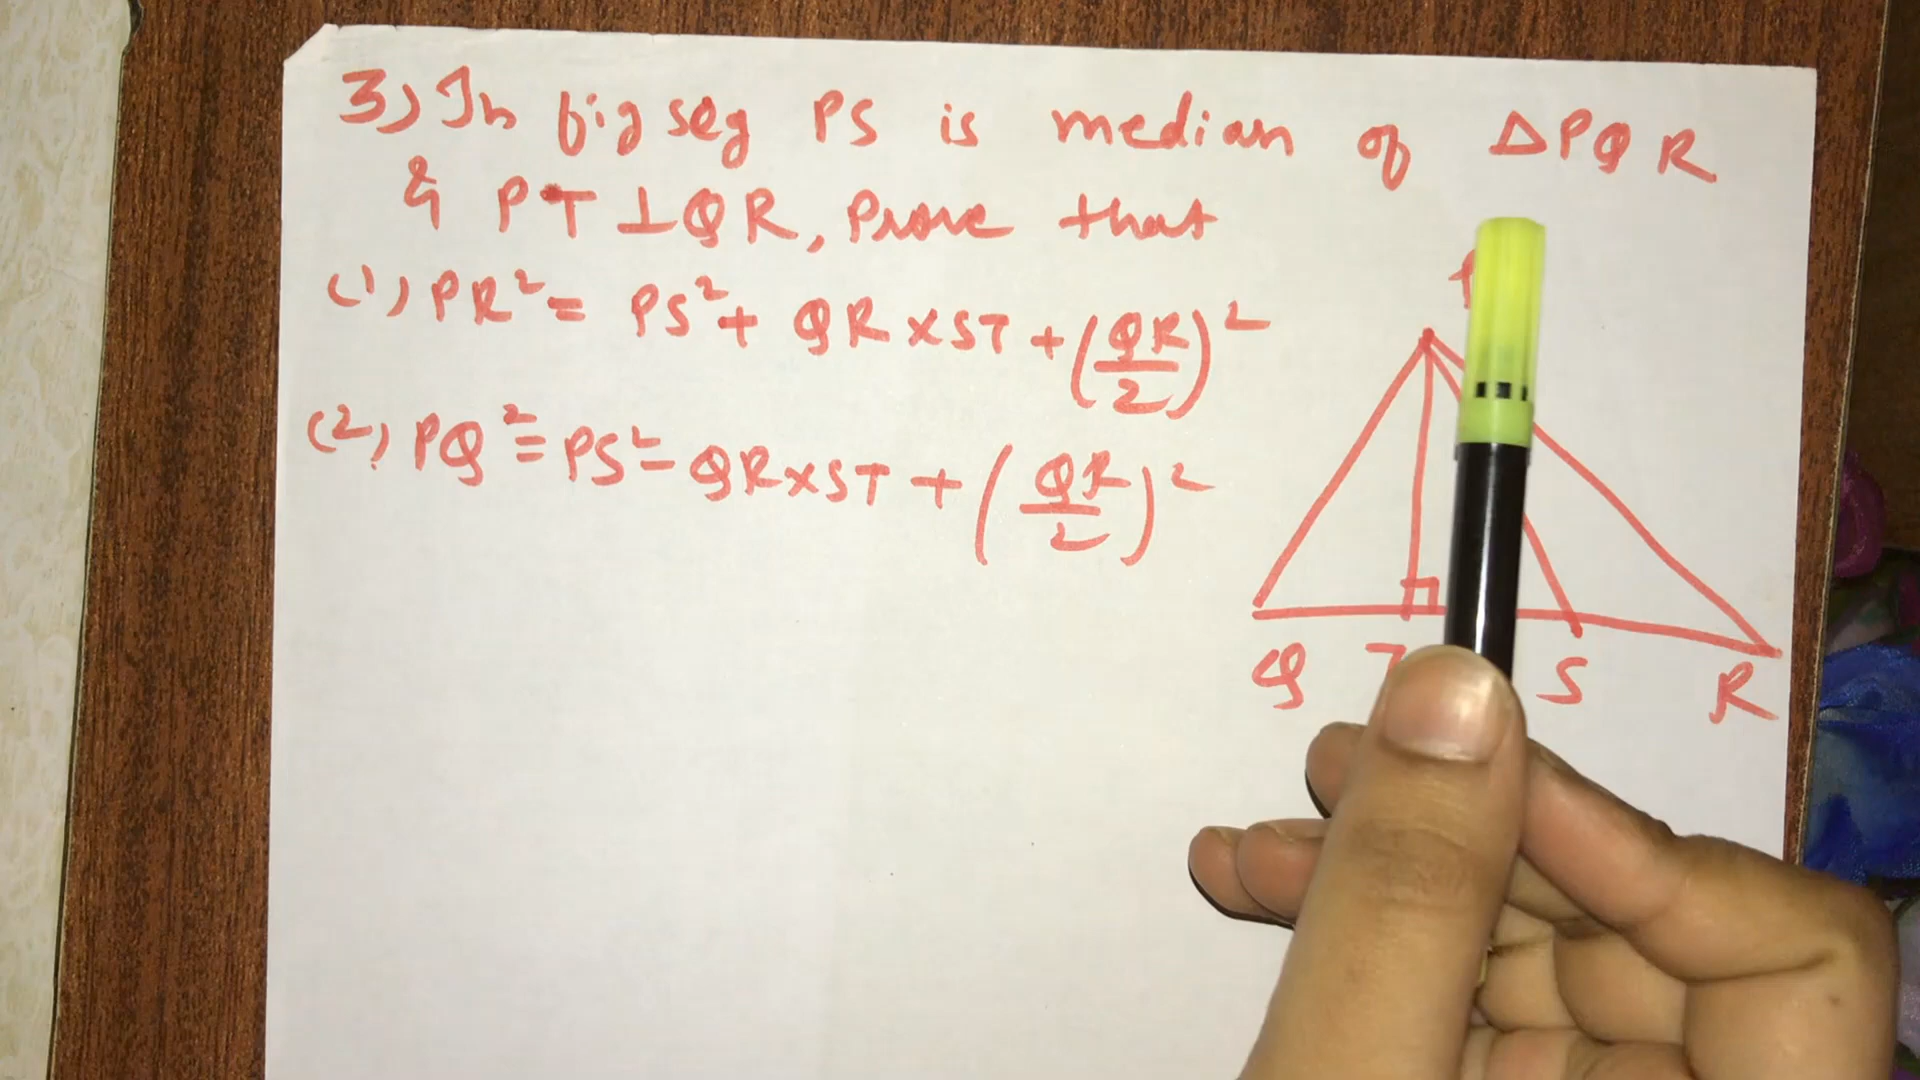 3) In fig seg PS is median of △PQR
& PT ⊥ QR, Prove that
(1) PR² = PS² + QR × ST + (QR/2)²
(2) PQ² = PS² - QR × ST + (QR/2)²
Q S R